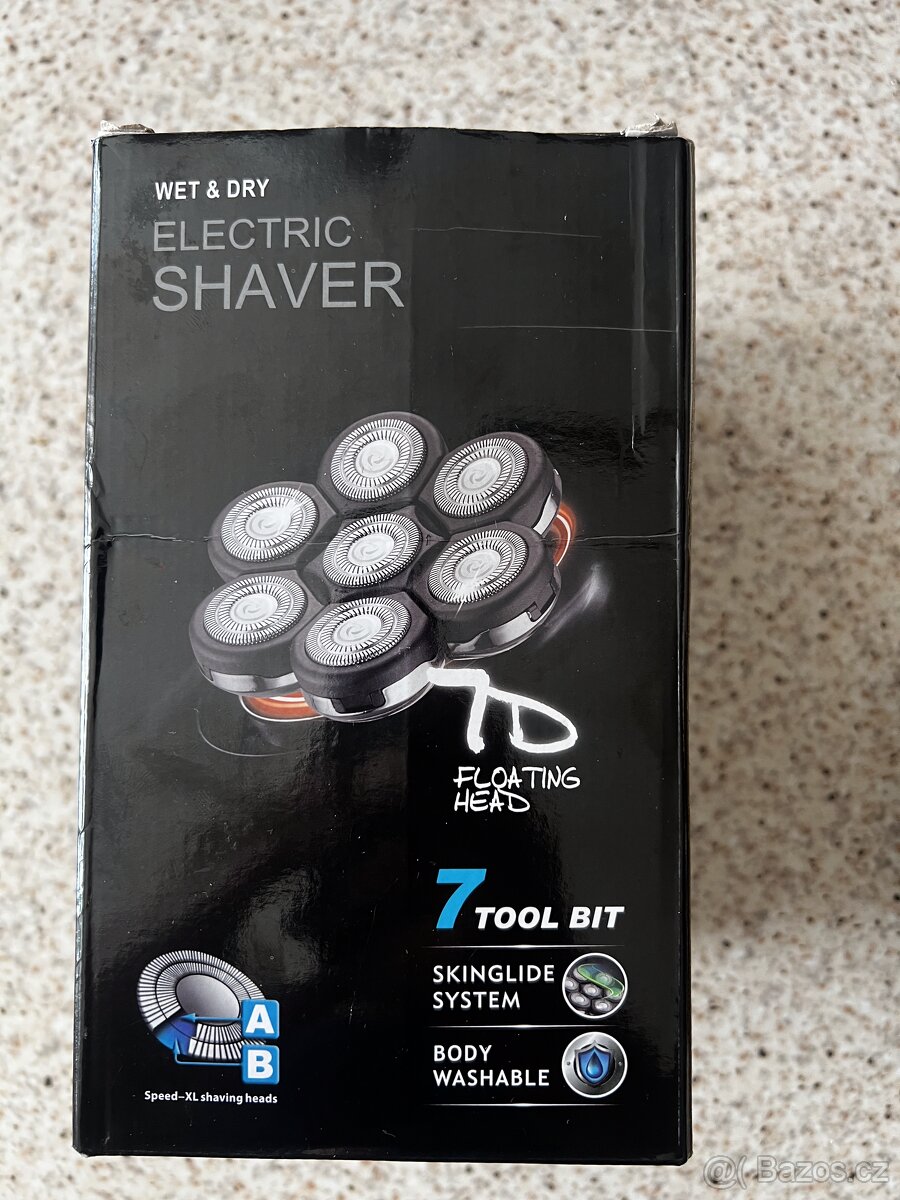 WET & DRY
ELECTRIC
SHAVER
7D
FLOATING
HEAD
7 TOOL BIT
SKINGLIDE
SYSTEM
BODY
WASHABLE
A
B
Speed-XL shaving heads
@( Bazos.cz